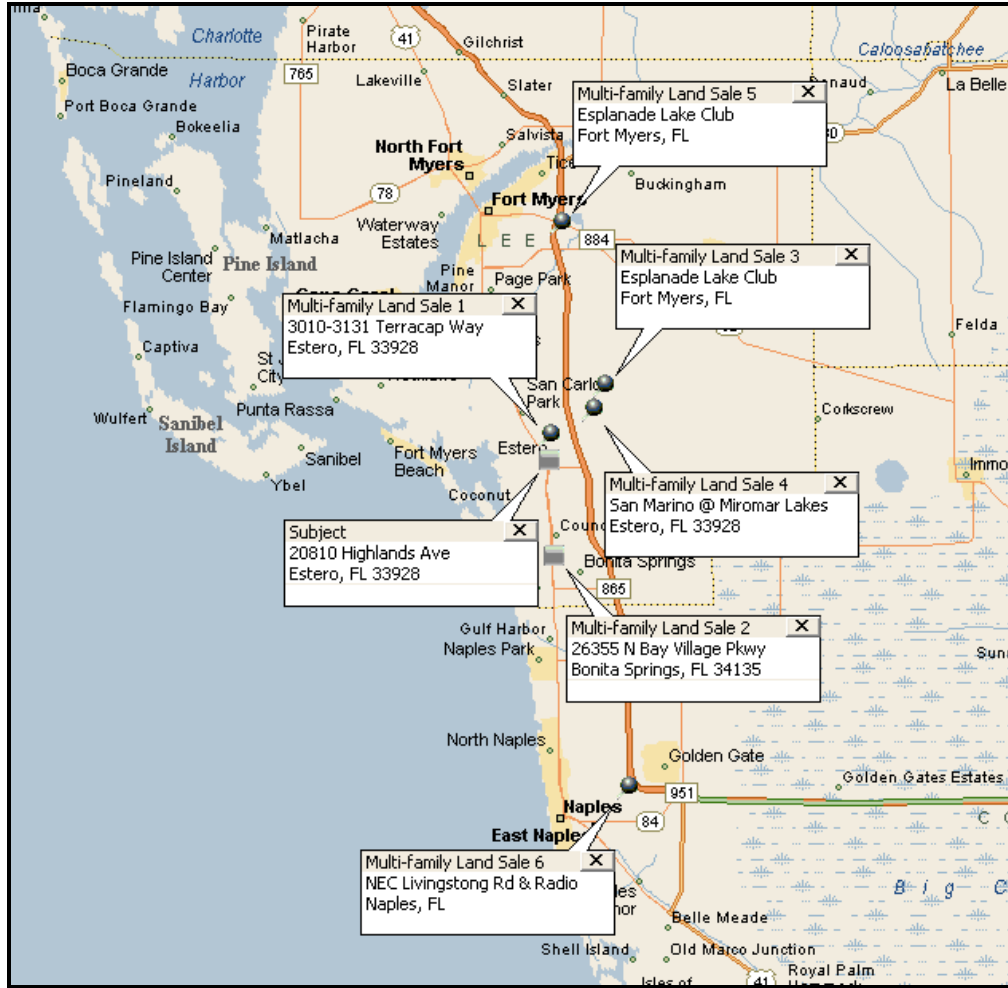 Charlotte
Harbor
Pirate
Harbor
41
Gilchrist
Caloosahatchee
765
Boca Grande
Lakeville
Slater
La Belle
Port Boca Grande
Bokeelia
Multi-family Land Sale 5
Esplanade Lake Club
Fort Myers, FL
Salvista
North Fort
Myers
Tice
Pineland
78
Buckingham
Fort Myers
Waterway
Estates
L E E
884
Matlacha
Pine Island
Center
Pine Island
Pine
Manor
Page Park
Multi-family Land Sale 3
Esplanade Lake Club
Fort Myers, FL
Flamingo Bay
Multi-family Land Sale 1
3010-3131 Terracap Way
Estero, FL 33928
Felda
Captiva
St J
City
San Carlos
Park
Wulfert
Punta Rassa
Corkscrew
Sanibel
Island
Sanibel
Fort Myers
Beach
Estero
Ybel
Immo
Coconut
Multi-family Land Sale 4
San Marino @ Miromar Lakes
Estero, FL 33928
Subject
20810 Highlands Ave
Estero, FL 33928
Counc
Bonita Springs
865
Gulf Harbor
Naples Park
Multi-family Land Sale 2
26355 N Bay Village Pkwy
Bonita Springs, FL 34135
Sun
North Naples
Golden Gate
Golden Gates Estates
951
Naples
84
C
East Naples
Multi-family Land Sale 6
NEC Livingstong Rd & Radio
Naples, FL
B i g C
Belle Meade
Shell Island
Old Marco Junction
Isles of
41
Royal Palm